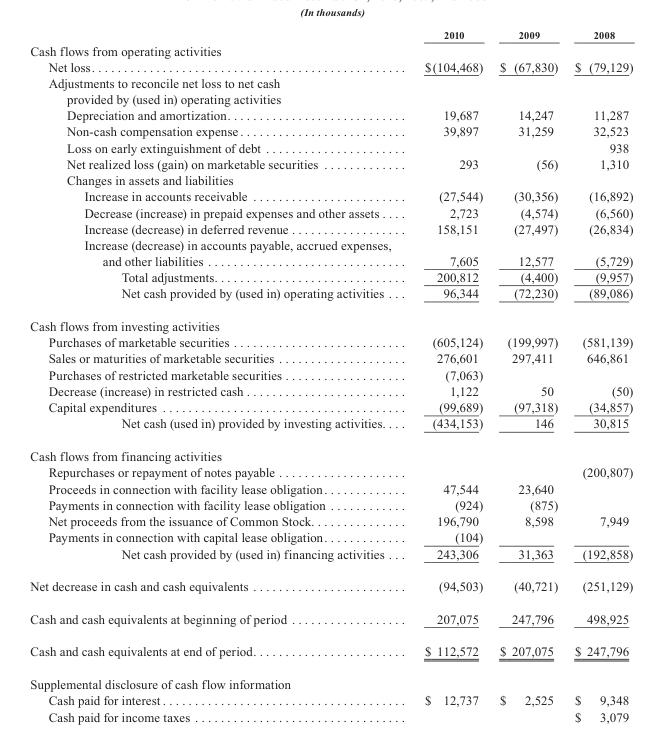 (In thousands)
2010 2009 2008
Cash flows from operating activities
Net loss. . . . . . . . . . . . . . . . . . . . $(104,468) $ (67,830) $ (79,129)
Adjustments to reconcile net loss to net cash
provided by (used in) operating activities
Depreciation and amortization. . . . . . . . . . 19,687 14,247 11,287
Non-cash compensation expense . . . . . . . . . . 39,897 31,259 32,523
Loss on early extinguishment of debt . . . . . . . . . . 938
Net realized loss (gain) on marketable securities . . . . . . . . . . 293 (56) 1,310
Changes in assets and liabilities
Increase in accounts receivable . . . . . . . . . . (27,544) (30,356) (16,892)
Decrease (increase) in prepaid expenses and other assets . . . . 2,723 (4,574) (6,560)
Increase (decrease) in deferred revenue . . . . . . . . . . 158,151 (27,497) (26,834)
Increase (decrease) in accounts payable, accrued expenses,
and other liabilities . . . . . . . . . . 7,605 12,577 (5,729)
Total adjustments. . . . . . . . . . 200,812 (4,400) (9,957)
Net cash provided by (used in) operating activities . . . 96,344 (72,230) (89,086)
Cash flows from investing activities
Purchases of marketable securities . . . . . . . . . . (605,124) (199,997) (581,139)
Sales or maturities of marketable securities . . . . . . . . . . 276,601 297,411 646,861
Purchases of restricted marketable securities . . . . . . . . . . (7,063)
Decrease (increase) in restricted cash . . . . . . . . . . 1,122 50 (50)
Capital expenditures . . . . . . . . . . (99,689) (97,318) (34,857)
Net cash (used in) provided by investing activities. . . . (434,153) 146 30,815
Cash flows from financing activities
Repurchases or repayment of notes payable . . . . . . . . . . (200,807)
Proceeds in connection with facility lease obligation . . . . . . . . . . 47,544 23,640
Payments in connection with facility lease obligation . . . . . . . . . . (924) (875)
Net proceeds from the issuance of Common Stock. . . . . . . . . . 196,790 8,598 7,949
Payments in connection with capital lease obligation . . . . . . . . . . (104)
Net cash provided by (used in) financing activities . . . 243,306 31,363 (192,858)
Net decrease in cash and cash equivalents . . . . . . . . . . (94,503) (40,721) (251,129)
Cash and cash equivalents at beginning of period . . . . . . . . . . 207,075 247,796 498,925
Cash and cash equivalents at end of period. . . . . . . . . . $ 112,572 $ 207,075 $ 247,796
Supplemental disclosure of cash flow information
Cash paid for interest . . . . . . . . . . $ 12,737 $ 2,525 $ 9,348
Cash paid for income taxes . . . . . . . . . . $ 3,079